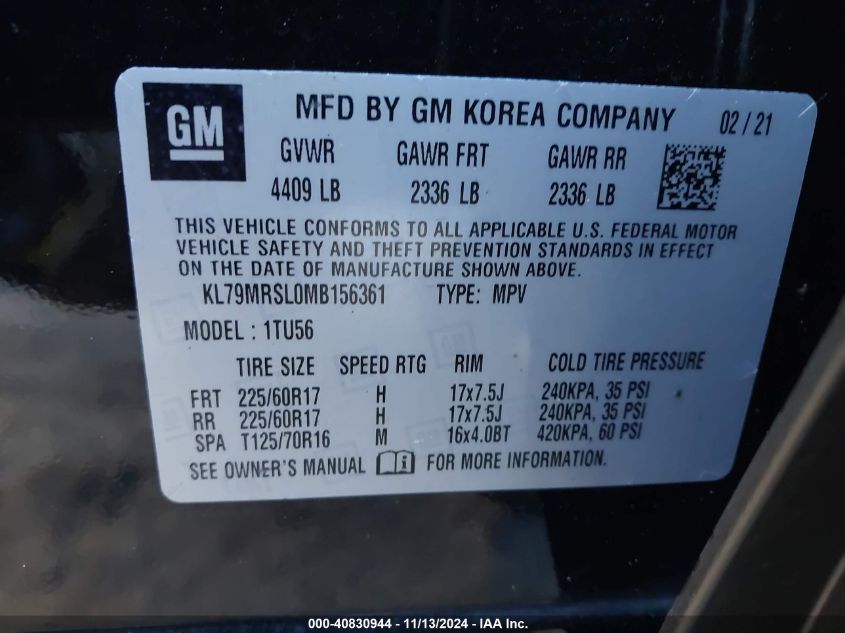 GM
MFD BY GM KOREA COMPANY 02 / 21
GVWR GAWR FRT GAWR RR
4409 LB 2336 LB 2336 LB
THIS VEHICLE CONFORMS TO ALL APPLICABLE U.S. FEDERAL MOTOR
VEHICLE SAFETY AND THEFT PREVENTION STANDARDS IN EFFECT
ON THE DATE OF MANUFACTURE SHOWN ABOVE.
KL79MRSL0MB156361 TYPE: MPV
MODEL : 1TU56
TIRE SIZE SPEED RTG RIM COLD TIRE PRESSURE
FRT 225/60R17 H 17x7.5J 240KPA, 35 PSI
RR 225/60R17 H 17x7.5J 240KPA, 35 PSI
SPA T125/70R16 M 16x4.0BT 420KPA, 60 PSI
SEE OWNER'S MANUAL FOR MORE INFORMATION.
000-40830944 - 11/13/2024 - IAA Inc.